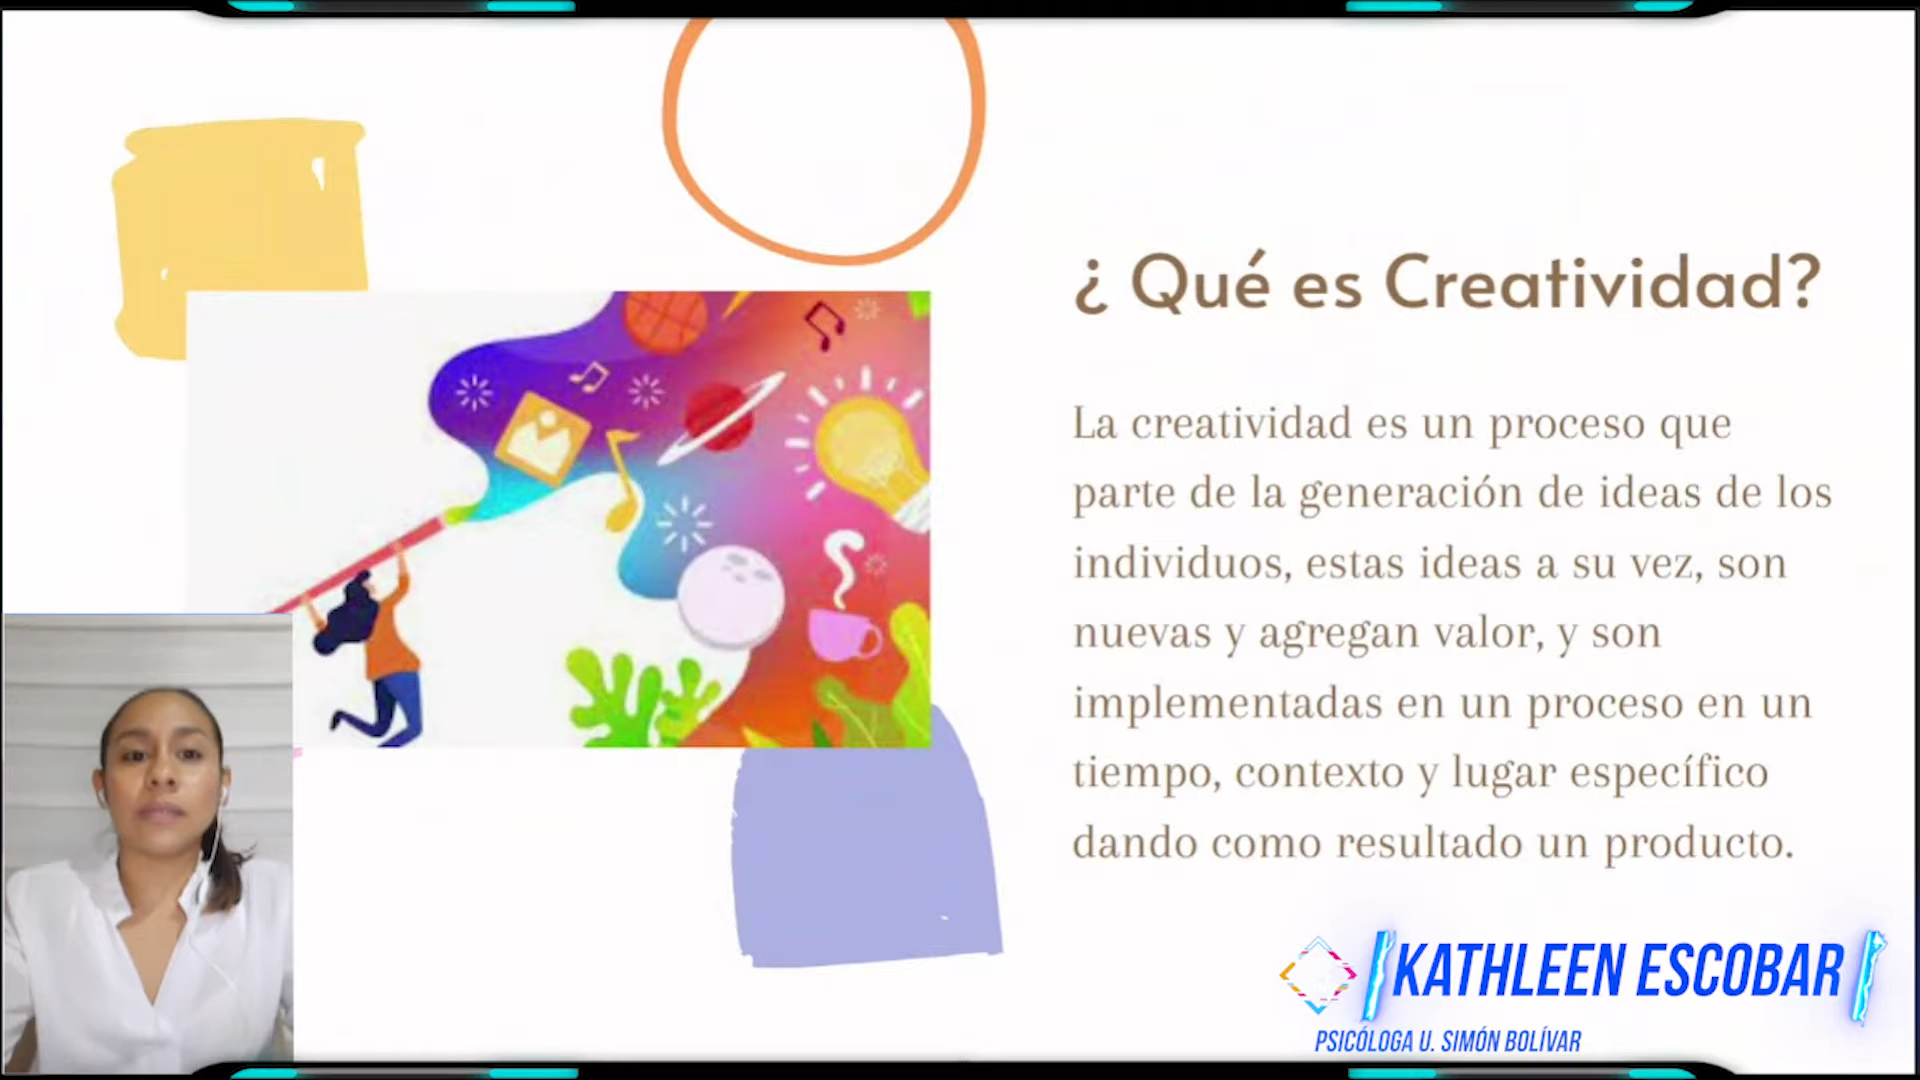 ¿ Qué es Creatividad?
La creatividad es un proceso que
parte de la generación de ideas de los
individuos, estas ideas a su vez, son
nuevas y agregan valor, y son
implementadas en un proceso en un
tiempo, contexto y lugar específico
dando como resultado un producto.
KATHLEEN ESCOBAR
PSICÓLOGA U. SIMÓN BOLÍVAR